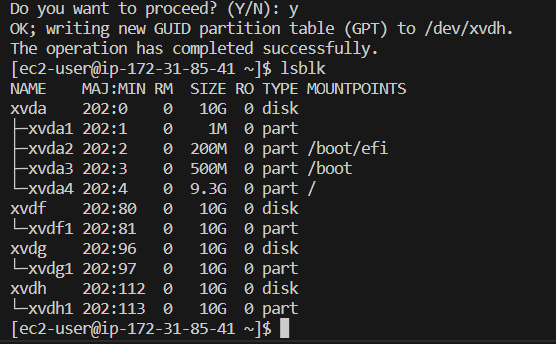 Do you want to proceed? (Y/N): y
OK; writing new GUID partition table (GPT) to /dev/xvdh.
The operation has completed successfully.
[ec2-user@ip-172-31-85-41 ~]$ lsblk
NAME    MAJ:MIN RM  SIZE RO TYPE MOUNTPOINTS
xvda    202:0    0   10G  0 disk
├─xvda1 202:1    0    1M  0 part
├─xvda2 202:2    0  200M  0 part /boot/efi
├─xvda3 202:3    0  500M  0 part /boot
└─xvda4 202:4    0  9.3G  0 part /
xvdf    202:80   0   10G  0 disk
└─xvdf1 202:81   0   10G  0 part
xvdg    202:96   0   10G  0 disk
└─xvdg1 202:97   0   10G  0 part
xvdh    202:112  0   10G  0 disk
└─xvdh1 202:113  0   10G  0 part
[ec2-user@ip-172-31-85-41 ~]$